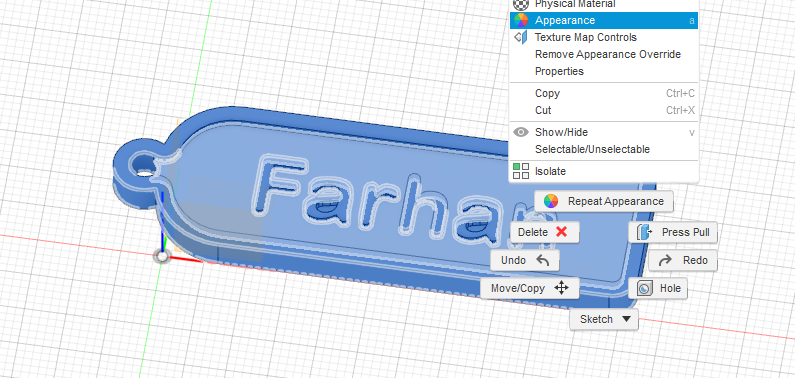 Physical Material
Appearance a
Texture Map Controls
Remove Appearance Override
Properties
Copy Ctrl+C
Cut Ctrl+X
Show/Hide v
Selectable/Unselectable
Isolate
Farhan
Repeat Appearance
Delete
Press Pull
Undo
Redo
Move/Copy
Hole
Sketch